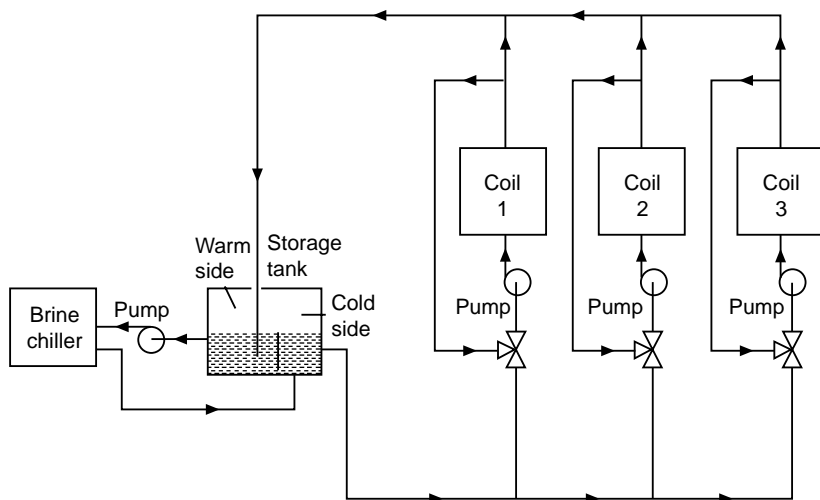 Coil
1
Coil
2
Coil
3
Warm
side
Storage
tank
Cold
side
Brine
chiller
Pump
Pump
Pump
Pump